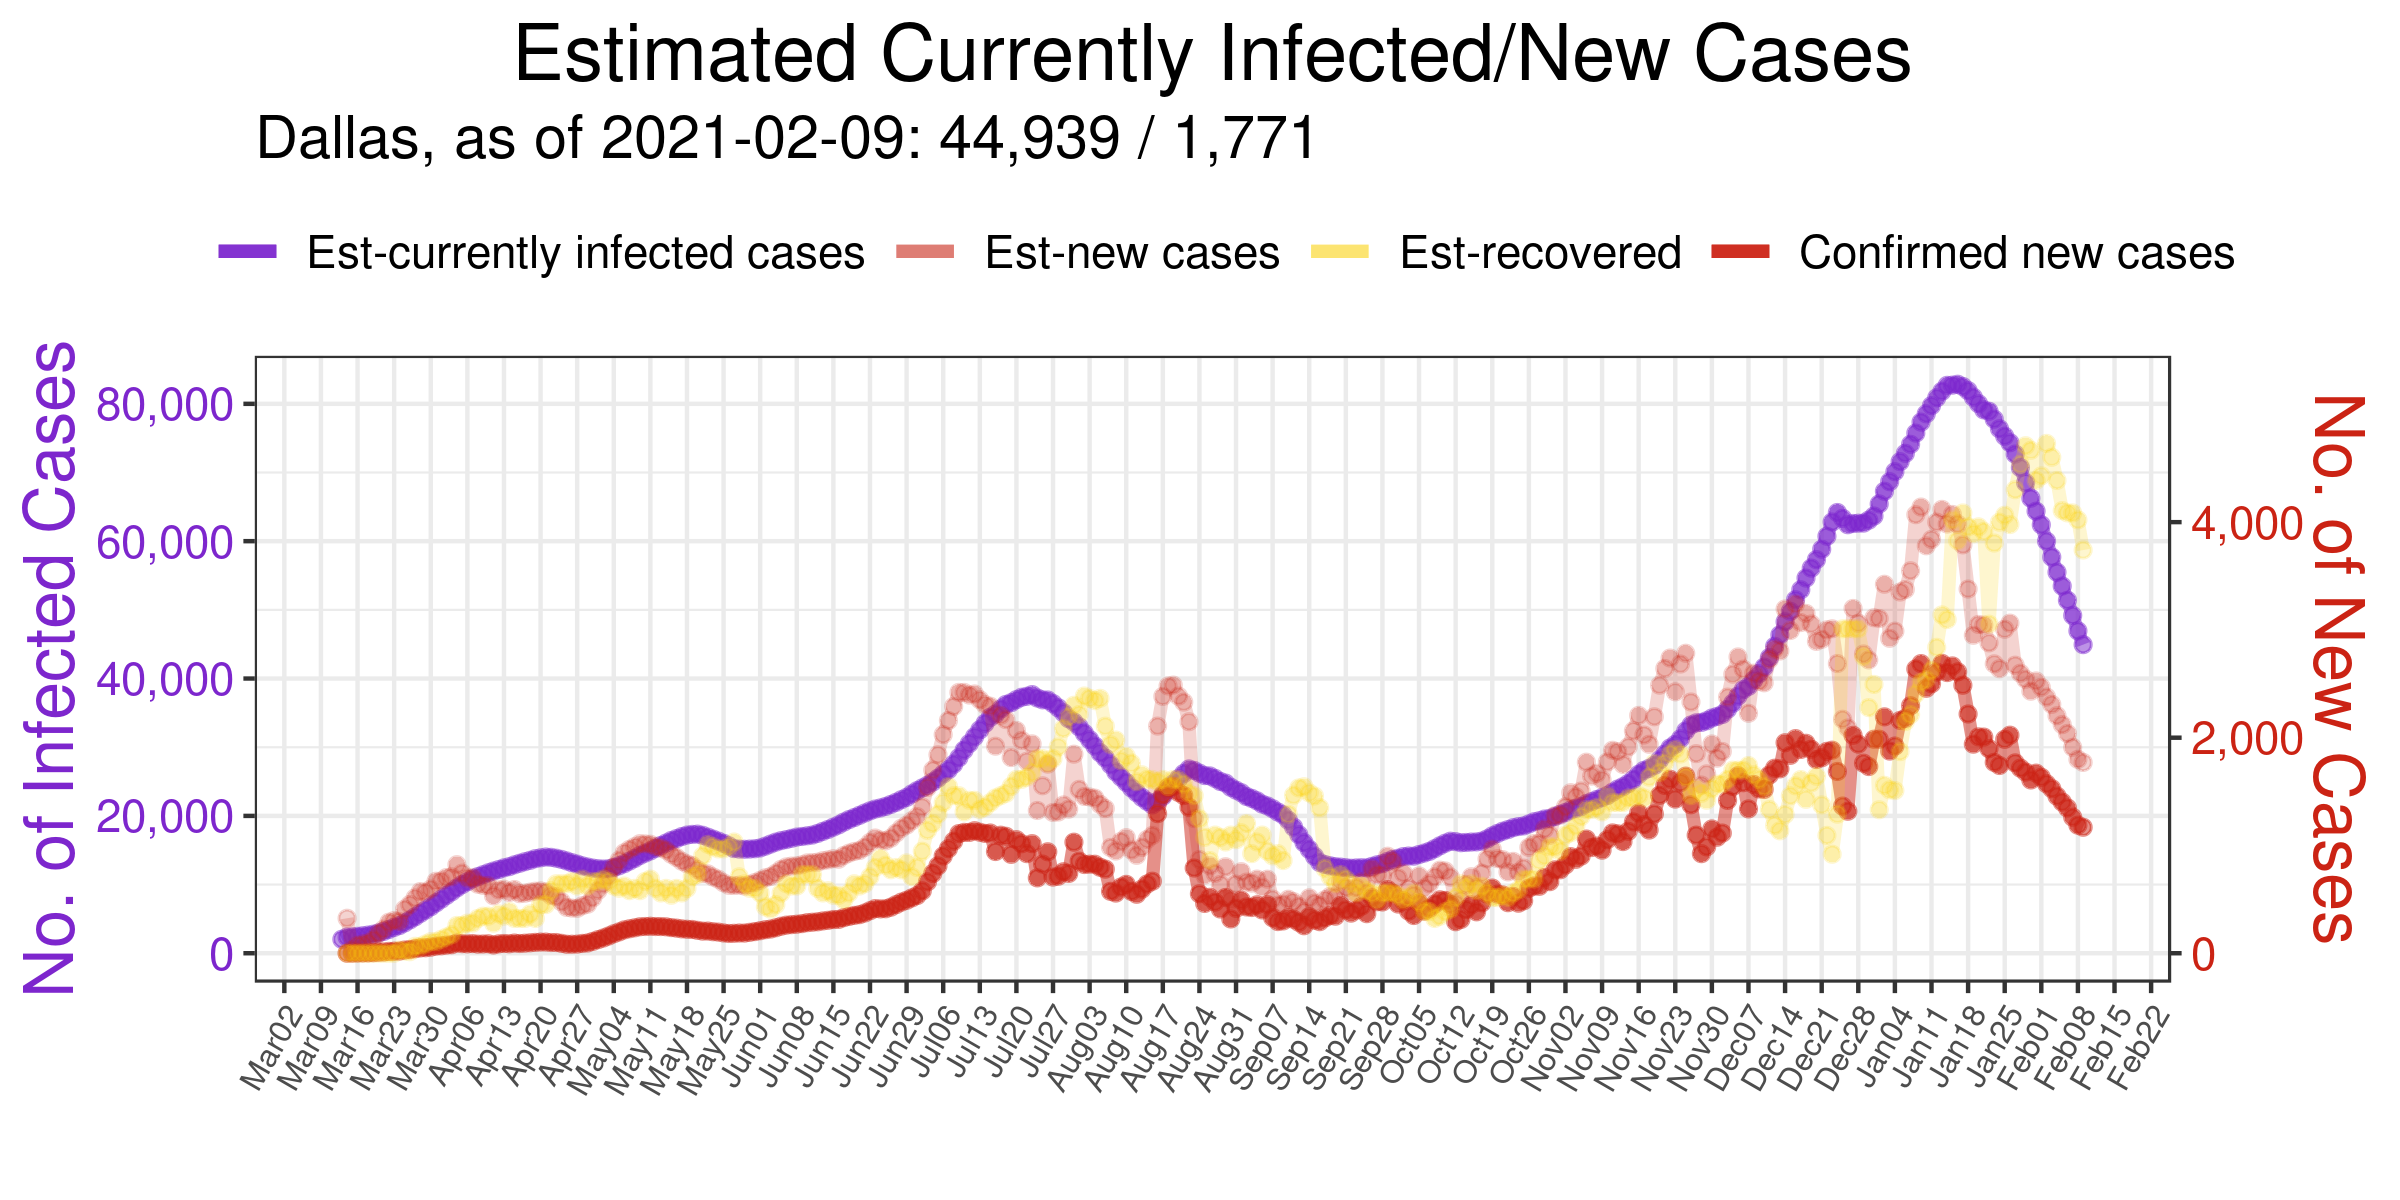 Estimated Currently Infected/New Cases
Dallas, as of 2021-02-09: 44,939 / 1,771
Est-currently infected cases Est-new cases Est-recovered Confirmed new cases
No. of Infected Cases
80,000
60,000
40,000
20,000
0
4,000
2,000
0
No. of New Cases
Mar02 Mar09 Mar16 Mar23 Mar30 Apr06 Apr13 Apr20 Apr27 May04 May11 May18 May25 Jun01 Jun08 Jun15 Jun22 Jun29 Jul06 Jul13 Jul20 Jul27 Aug03 Aug10 Aug17 Aug24 Aug31 Sep07 Sep14 Sep21 Sep28 Oct05 Oct12 Oct19 Oct26 Nov02 Nov09 Nov16 Nov23 Nov30 Dec07 Dec14 Dec21 Dec28 Jan04 Jan11 Jan18 Jan25 Feb01 Feb08 Feb15 Feb22